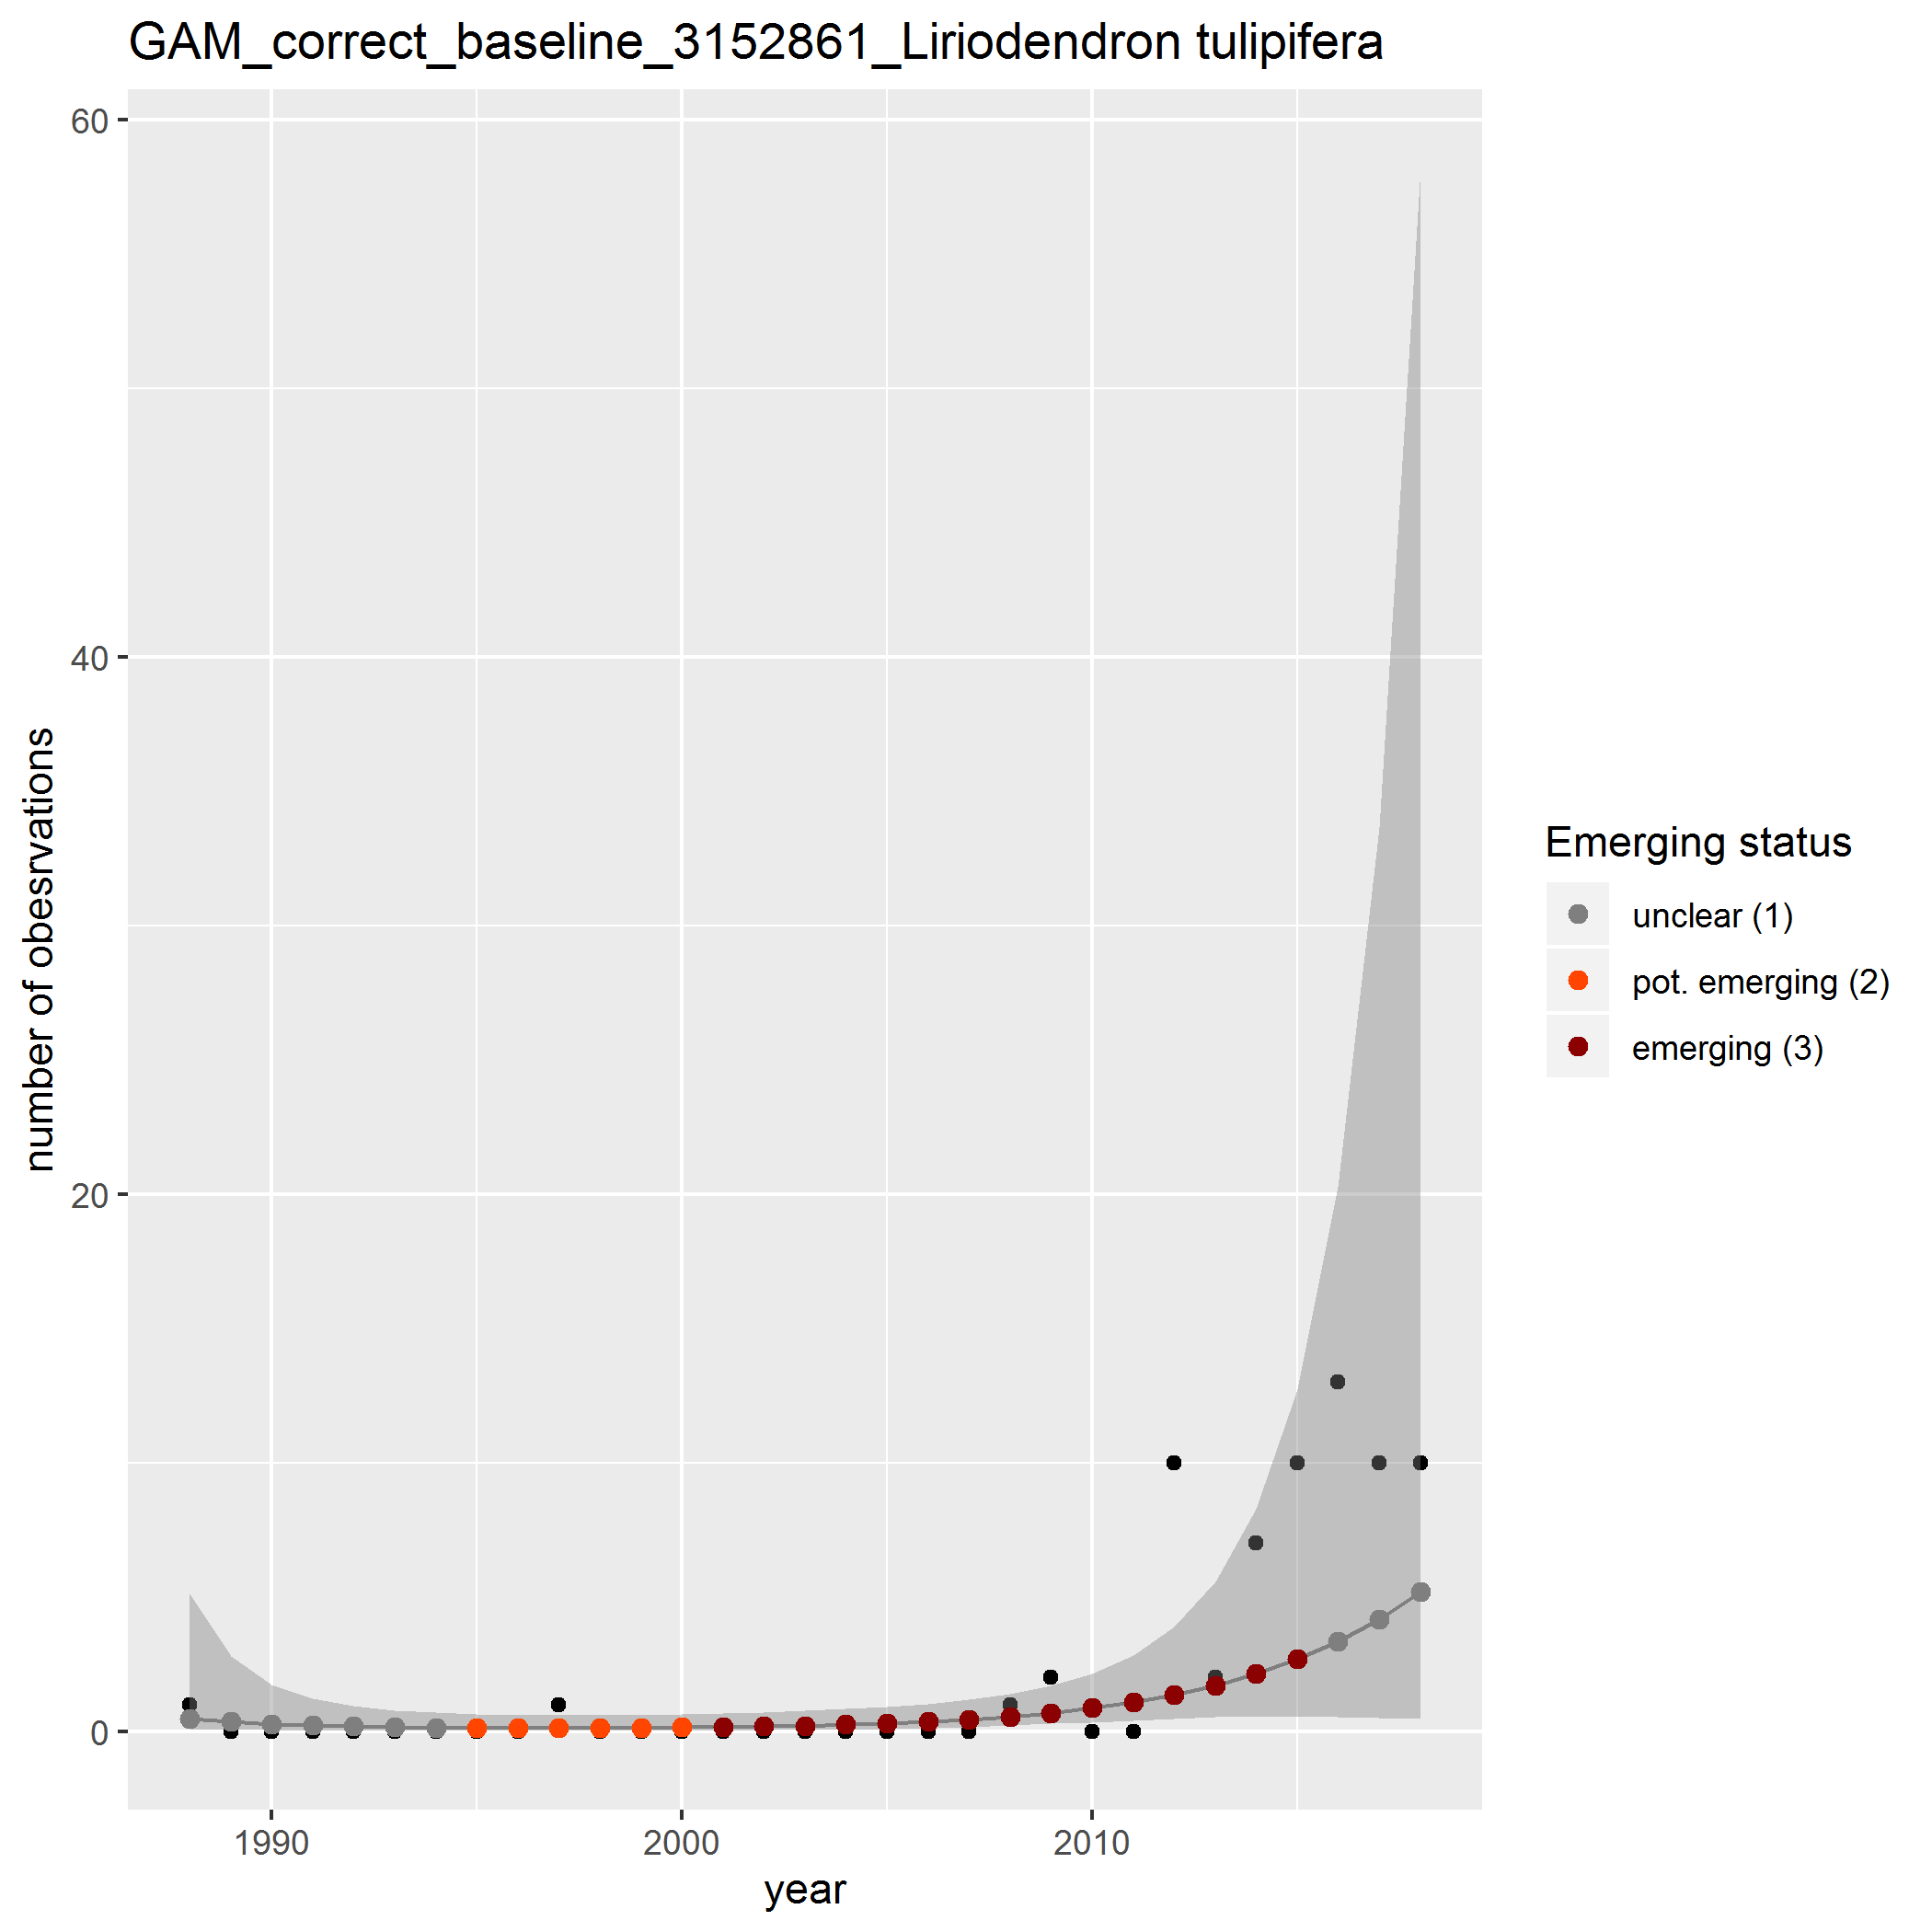 GAM_correct_baseline_3152861_Liriodendron tulipifera
60
40
20
0
number of obesrvations
1990
2000
2010
year
Emerging status
unclear (1)
pot. emerging (2)
emerging (3)